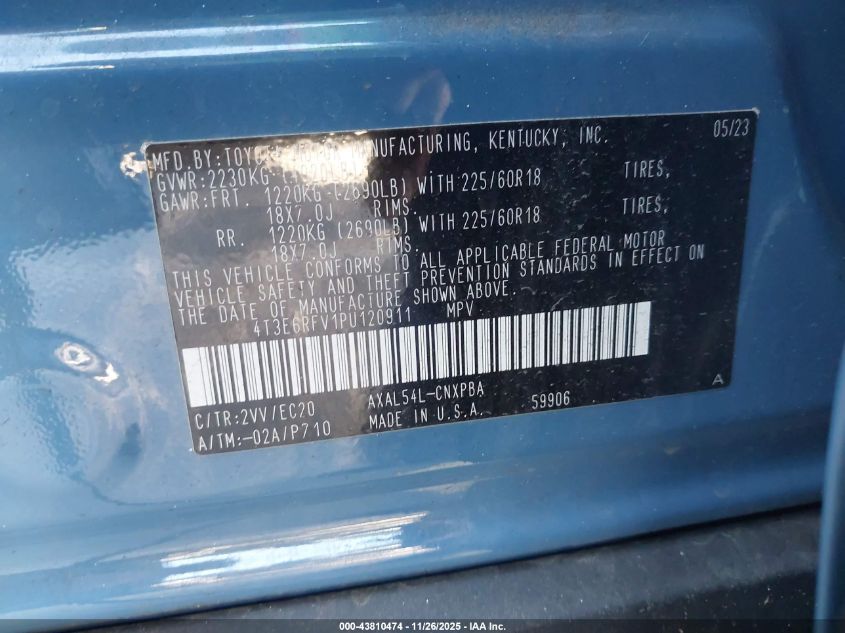 MFD.BY:TOYOTA MOTOR MANUFACTURING, KENTUCKY, INC. 05/23
GVWR:2230KG
GAWR:FRT. 1220KG (2690LB) WITH 225/60R18 TIRES,
18X7.0J RIMS.
RR. 1220KG (2690LB) WITH 225/60R18 TIRES,
18X7.0J RIMS.
THIS VEHICLE CONFORMS TO ALL APPLICABLE FEDERAL MOTOR
VEHICLE SAFETY AND THEFT PREVENTION STANDARDS IN EFFECT ON
THE DATE OF MANUFACTURE SHOWN ABOVE.
4T3E6RFV1PU120911 MPV
C/TR:2VV/EC20 AXAL54L-CNXPBA A
A/TM:-02A/P710 MADE IN U.S.A. 59906
000-43810474 - 11/26/2025 - IAA Inc.